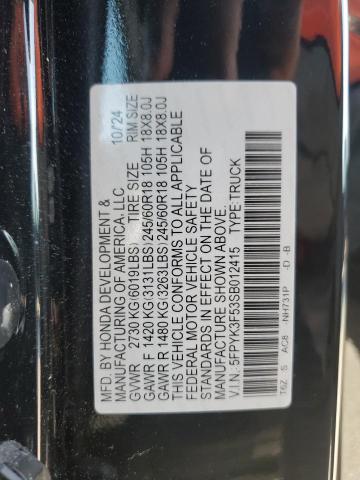 MFD. BY HONDA DEVELOPMENT &
MANUFACTURING OF AMERICA, LLC 10/24
GVWR 2730 KG(6019LBS) TIRE SIZE RIM SIZE
GAWR F 1420 KG(3131LBS) 245/60R18 105H 18X8.0J
GAWR R 1480 KG(3263LBS) 245/60R18 105H 18X8.0J
THIS VEHICLE CONFORMS TO ALL APPLICABLE
FEDERAL MOTOR VEHICLE SAFETY
STANDARDS IN EFFECT ON THE DATE OF
MANUFACTURE SHOWN ABOVE.
V.I.N.: 5FPYK3F53SB012415 TYPE:TRUCK
T6Z S AC8 -NH731P -D -B